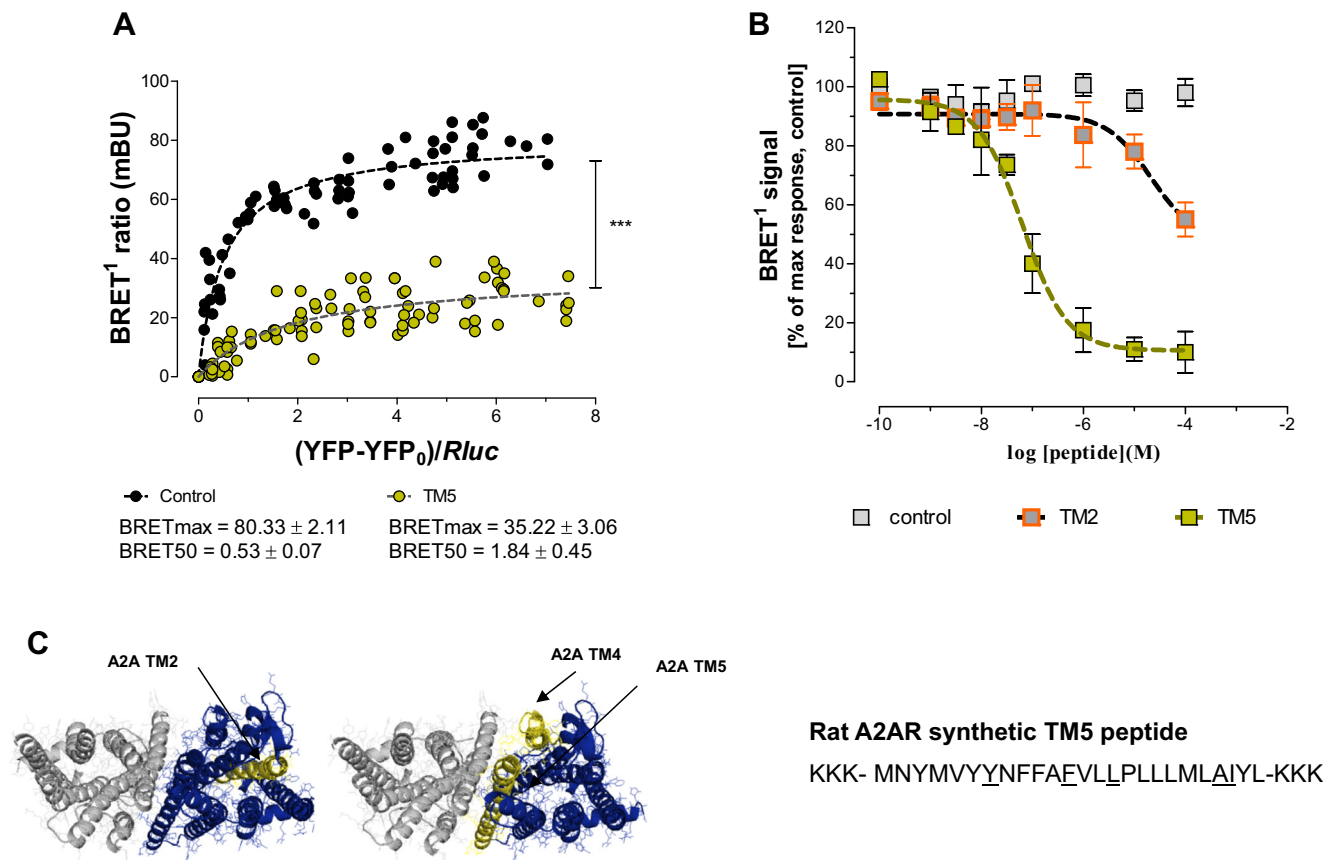 A
BRET¹ ratio (mBU)
100
80
60
40
20
0
0
2
4
6
8
***
(YFP-YFP₀)/Rluc
Control
BRETmax = 80.33 ± 2.11
BRET50 = 0.53 ± 0.07
TM5
BRETmax = 35.22 ± 3.06
BRET50 = 1.84 ± 0.45
B
BRET¹ signal
[% of max response, control]
120
100
80
60
40
20
0
-10
-8
-6
-4
-2
log [peptide](M)
control
TM2
TM5
C
A2A TM2
A2A TM4
A2A TM5
Rat A2AR synthetic TM5 peptide
KKK- MNYMVYYNFFAFVLLPLLLMLAIYL-KKK